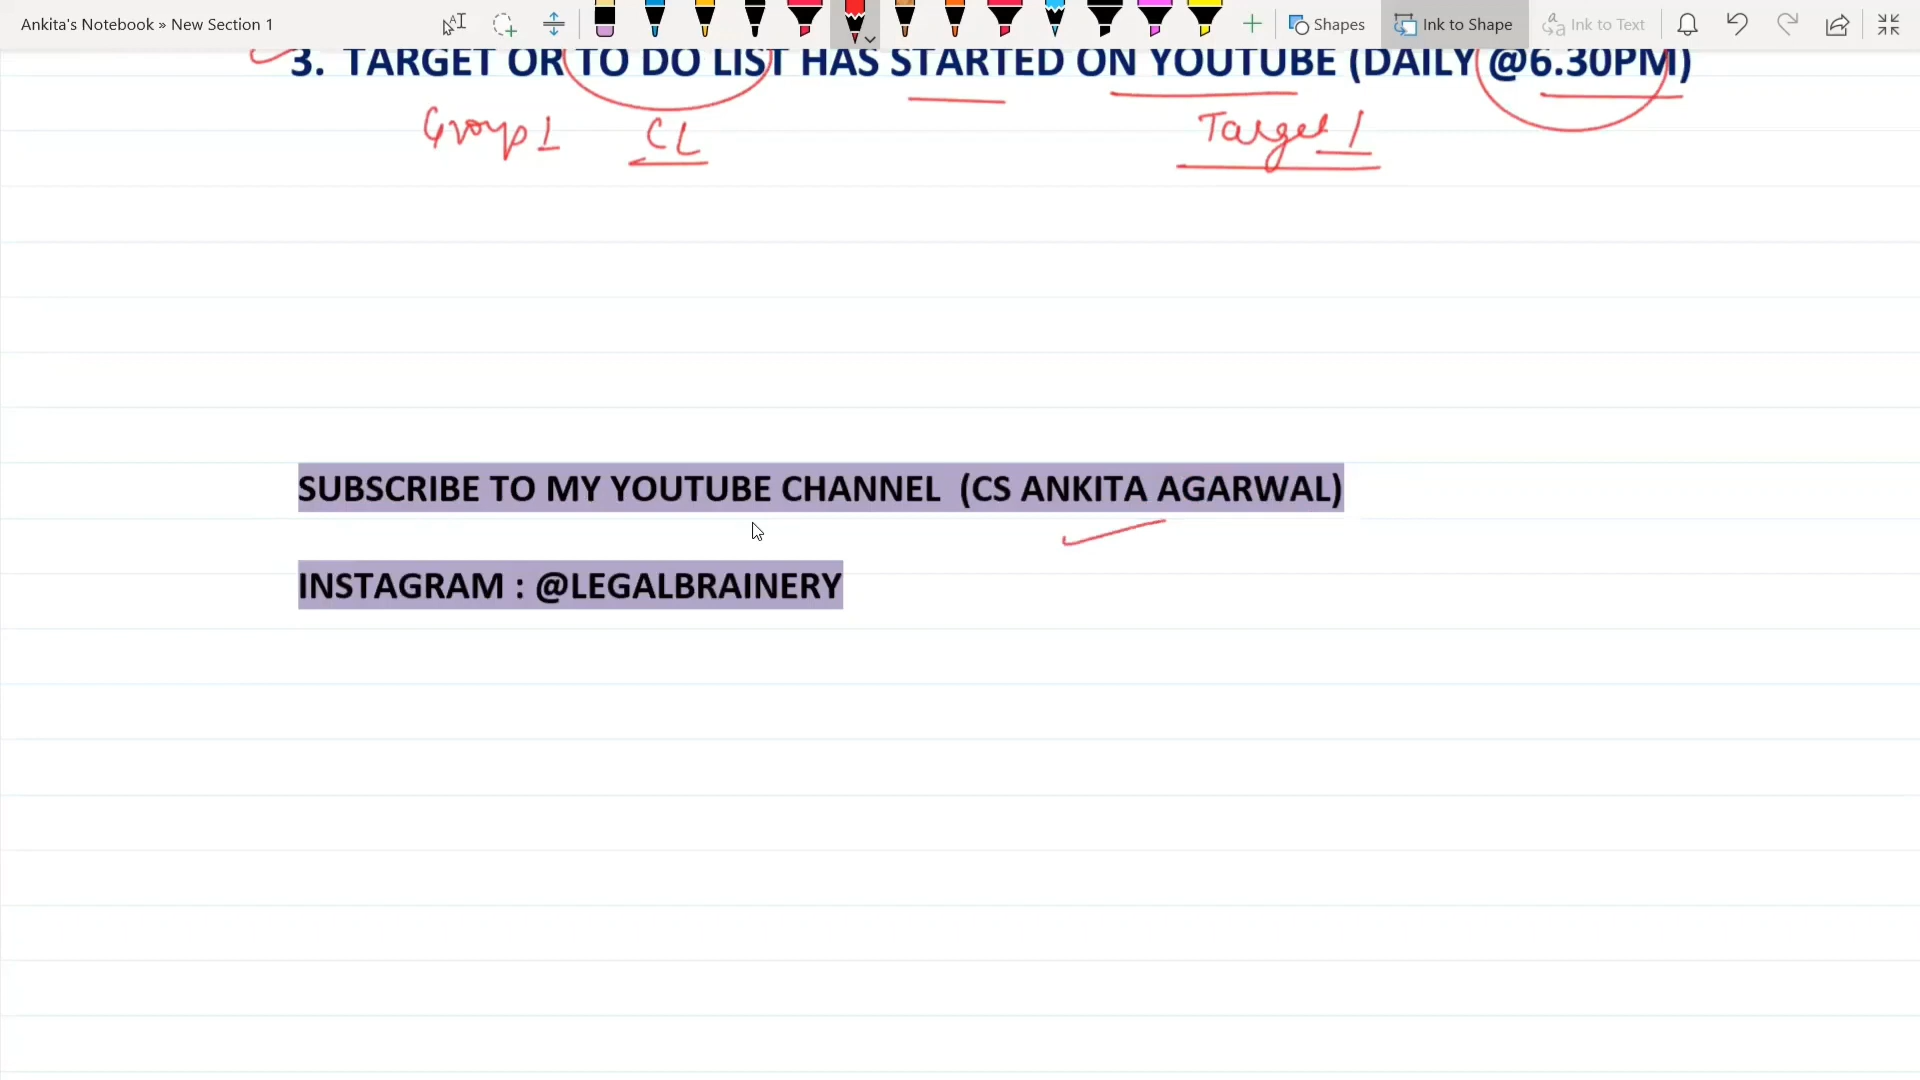 Ankita's Notebook » New Section 1
Shapes
Ink to Shape
Ink to Text
3. TARGET OR TO DO LIST HAS STARTED ON YOUTUBE (DAILY @6.30PM)
Group 1 CL Target 1
SUBSCRIBE TO MY YOUTUBE CHANNEL (CS ANKITA AGARWAL)
INSTAGRAM : @LEGALBRAINERY